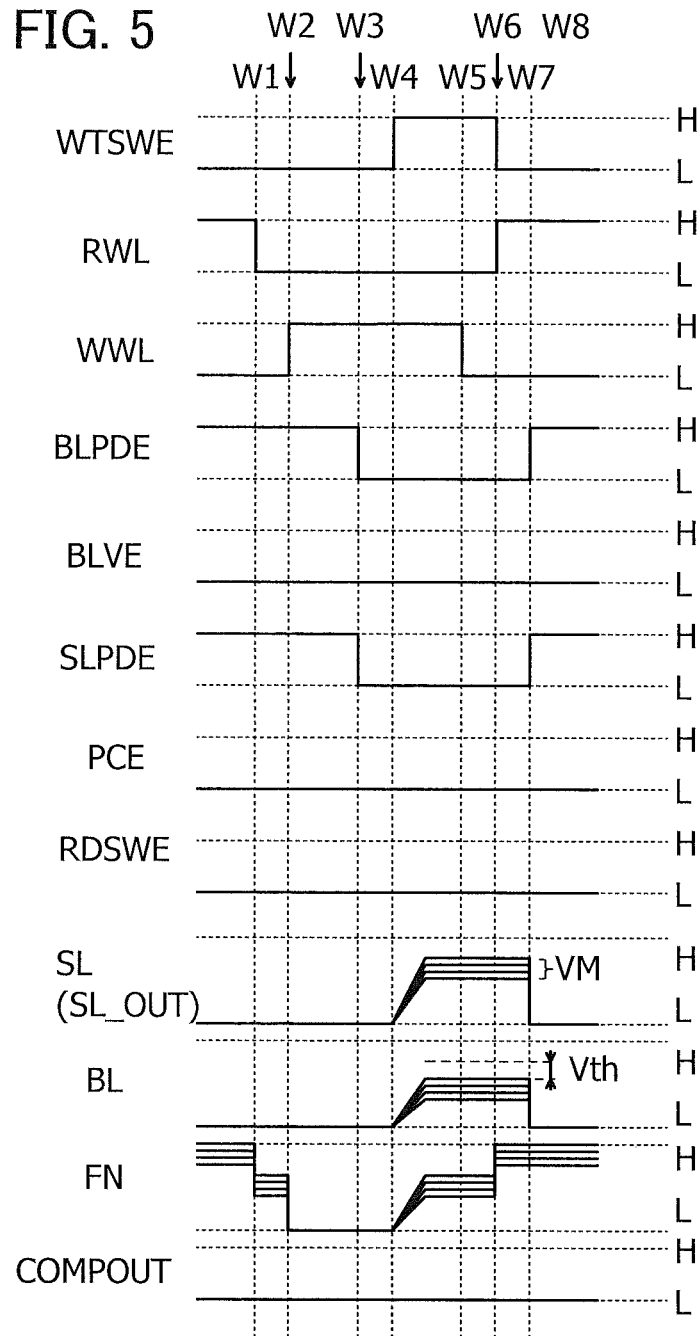 FIG. 5
W2 W3 W6 W8
W1 W4 W5 W7
WTSWE H L
RWL H L
WWL H L
BLPDE H L
BLVE H L
SLPDE H L
PCE H L
RDSWE H L
SL (SL_OUT) VM H L
BL Vth H L
FN H L
COMPOUT H L